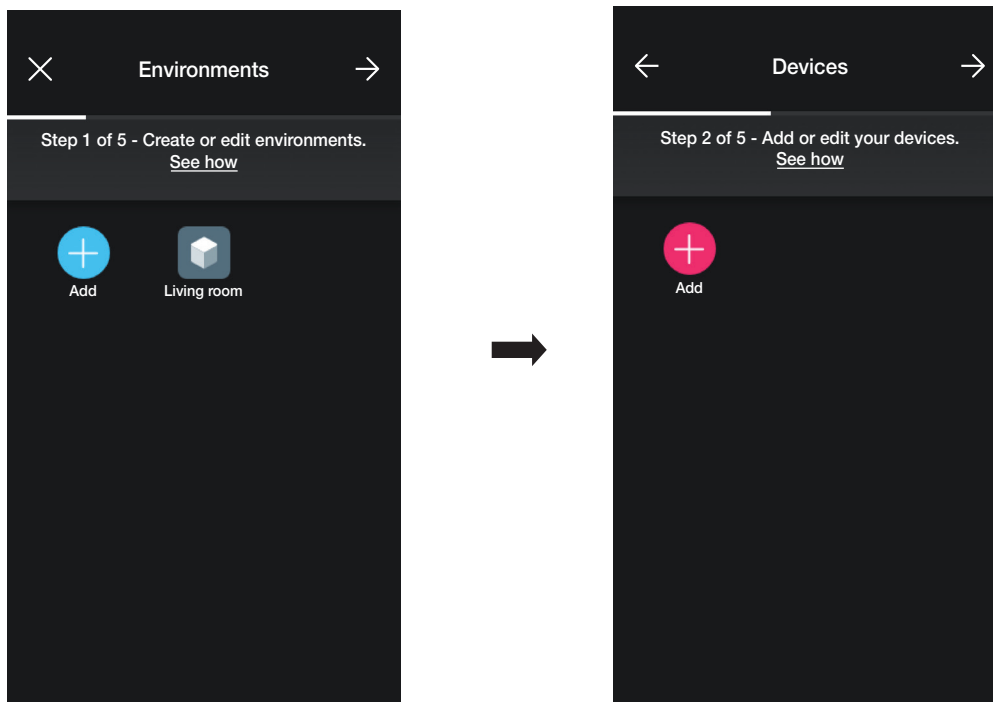 Environments
Step 1 of 5 - Create or edit environments.
See how
Add
Living room
Devices
Step 2 of 5 - Add or edit your devices.
See how
Add